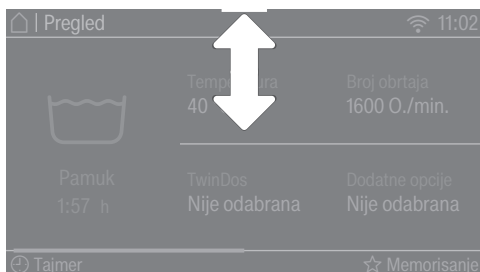 | Pregled
11:02
Temperatura
40
Broj obrtaja
1600 O./min.
Pamuk
1:57 h
TwinDos
Nije odabrana
Dodatne opcije
Nije odabrana
Tajmer
Memorisanje